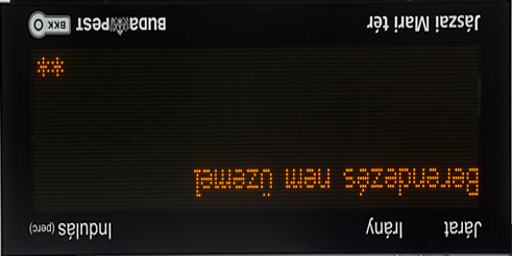 Járat Irány Indulás (perc)
Berendezés nem üzemel
**
Jászai Mari tér BUDAPEST BKK